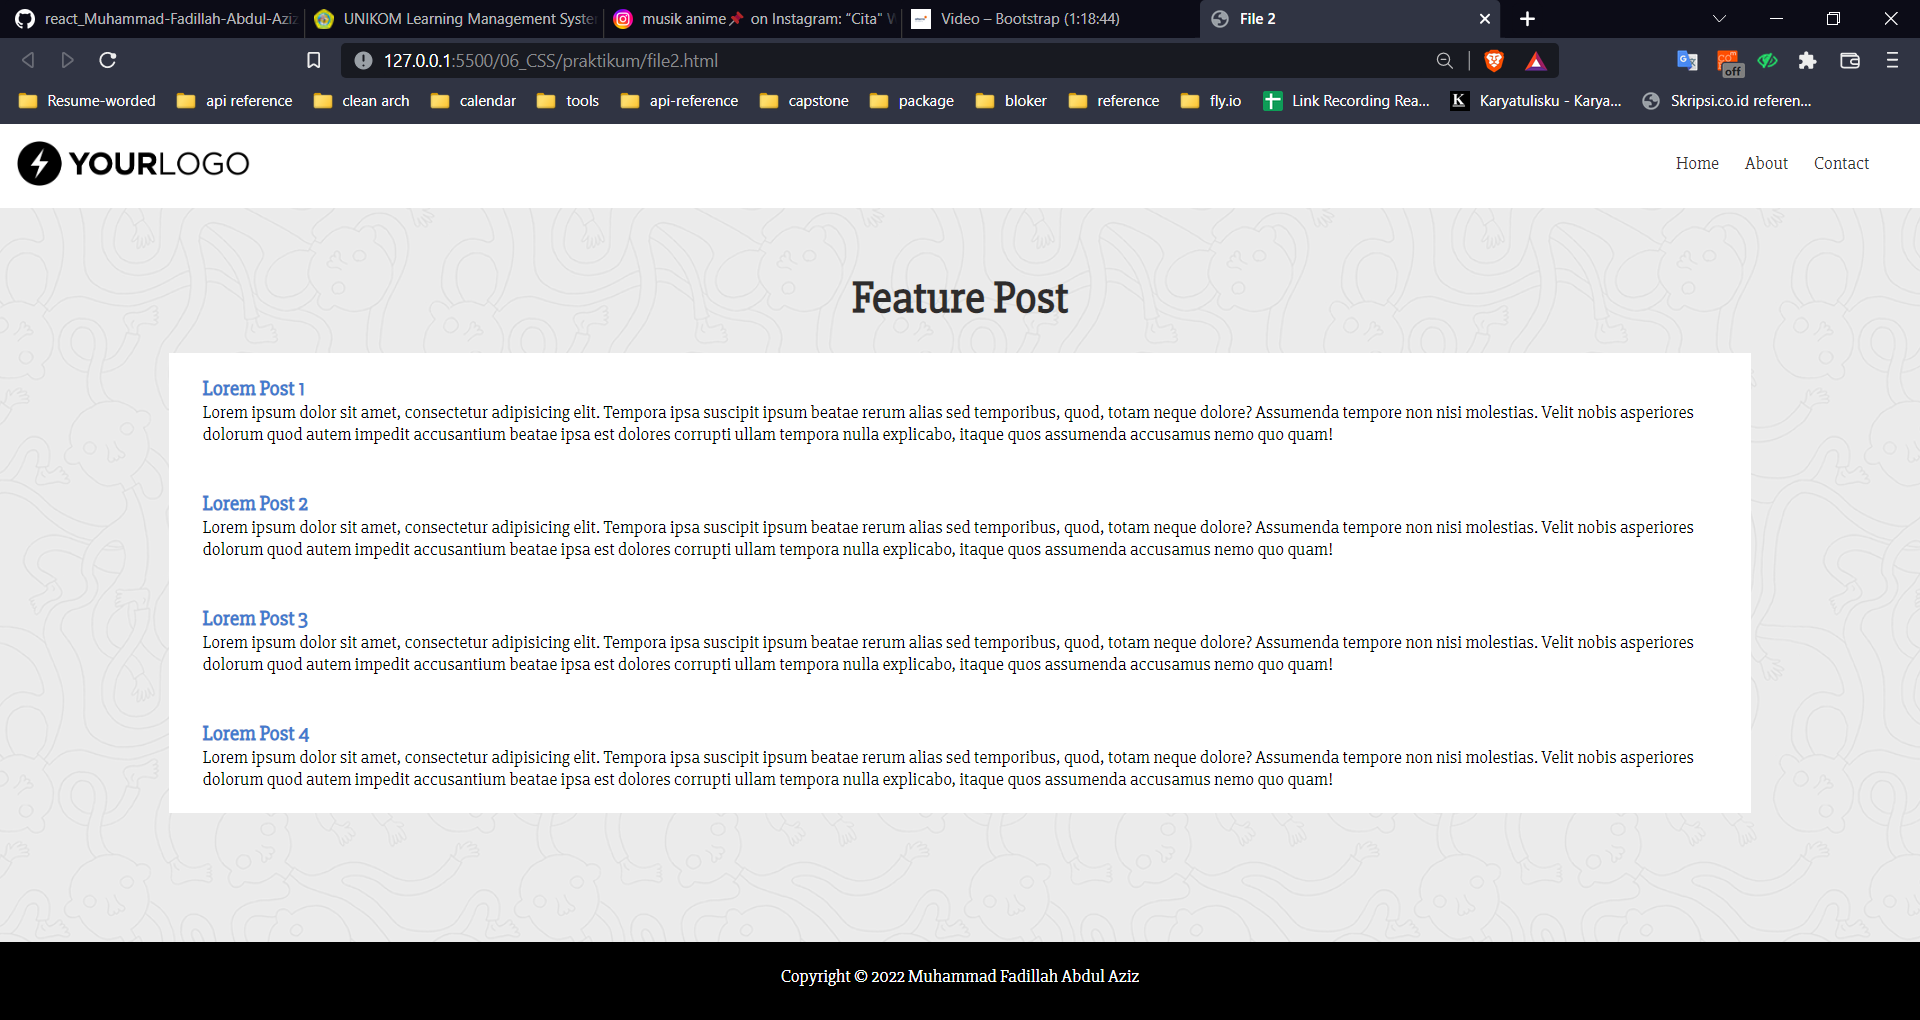 react_Muhammad-Fadillah-Abdul-Aziz
UNIKOM Learning Management Syste
musik anime📌 on Instagram: “Cita" W
Video – Bootstrap (1:18:44)
File 2
127.0.0.1:5500/06_CSS/praktikum/file2.html
off
Resume-worded
api reference
clean arch
calendar
tools
api-reference
capstone
package
bloker
reference
fly.io
Link Recording Rea...
K
Karyatulisku - Karya...
Skripsi.co.id referen...
YOURLOGO
Home
About
Contact
Feature Post
Lorem Post 1
Lorem ipsum dolor sit amet, consectetur adipisicing elit. Tempora ipsa suscipit ipsum beatae rerum alias sed temporibus, quod, totam neque dolore? Assumenda tempore non nisi molestias. Velit nobis asperiores
dolorum quod autem impedit accusantium beatae ipsa est dolores corrupti ullam tempora nulla explicabo, itaque quos assumenda accusamus nemo quo quam!
Lorem Post 2
Lorem ipsum dolor sit amet, consectetur adipisicing elit. Tempora ipsa suscipit ipsum beatae rerum alias sed temporibus, quod, totam neque dolore? Assumenda tempore non nisi molestias. Velit nobis asperiores
dolorum quod autem impedit accusantium beatae ipsa est dolores corrupti ullam tempora nulla explicabo, itaque quos assumenda accusamus nemo quo quam!
Lorem Post 3
Lorem ipsum dolor sit amet, consectetur adipisicing elit. Tempora ipsa suscipit ipsum beatae rerum alias sed temporibus, quod, totam neque dolore? Assumenda tempore non nisi molestias. Velit nobis asperiores
dolorum quod autem impedit accusantium beatae ipsa est dolores corrupti ullam tempora nulla explicabo, itaque quos assumenda accusamus nemo quo quam!
Lorem Post 4
Lorem ipsum dolor sit amet, consectetur adipisicing elit. Tempora ipsa suscipit ipsum beatae rerum alias sed temporibus, quod, totam neque dolore? Assumenda tempore non nisi molestias. Velit nobis asperiores
dolorum quod autem impedit accusantium beatae ipsa est dolores corrupti ullam tempora nulla explicabo, itaque quos assumenda accusamus nemo quo quam!
Copyright © 2022 Muhammad Fadillah Abdul Aziz